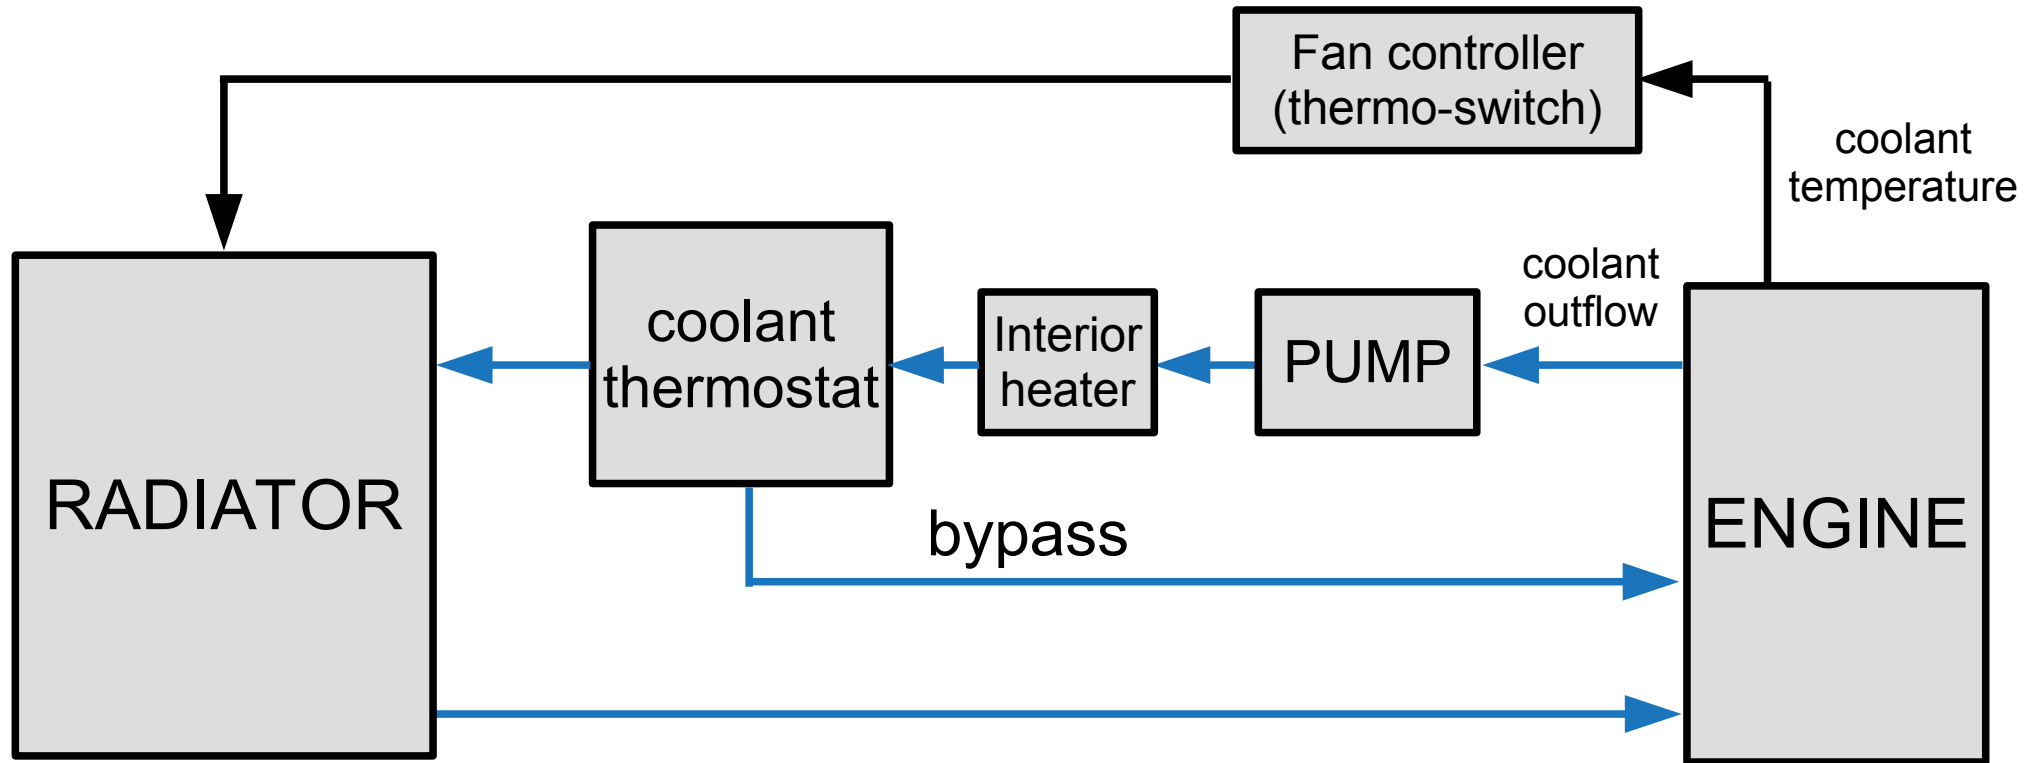 Fan controller
(thermo-switch)
coolant
temperature
coolant
outflow
coolant
thermostat
Interior
heater
PUMP
RADIATOR
bypass
ENGINE